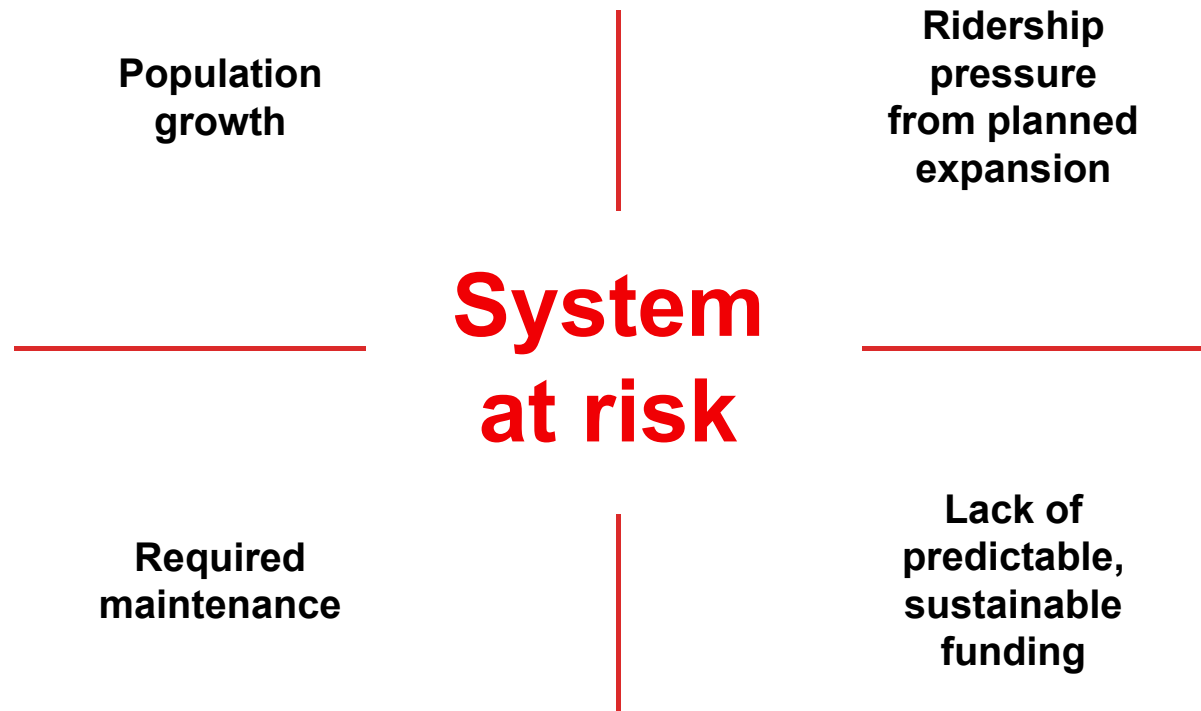 Population
growth
Ridership
pressure
from planned
expansion
System
at risk
Required
maintenance
Lack of
predictable,
sustainable
funding